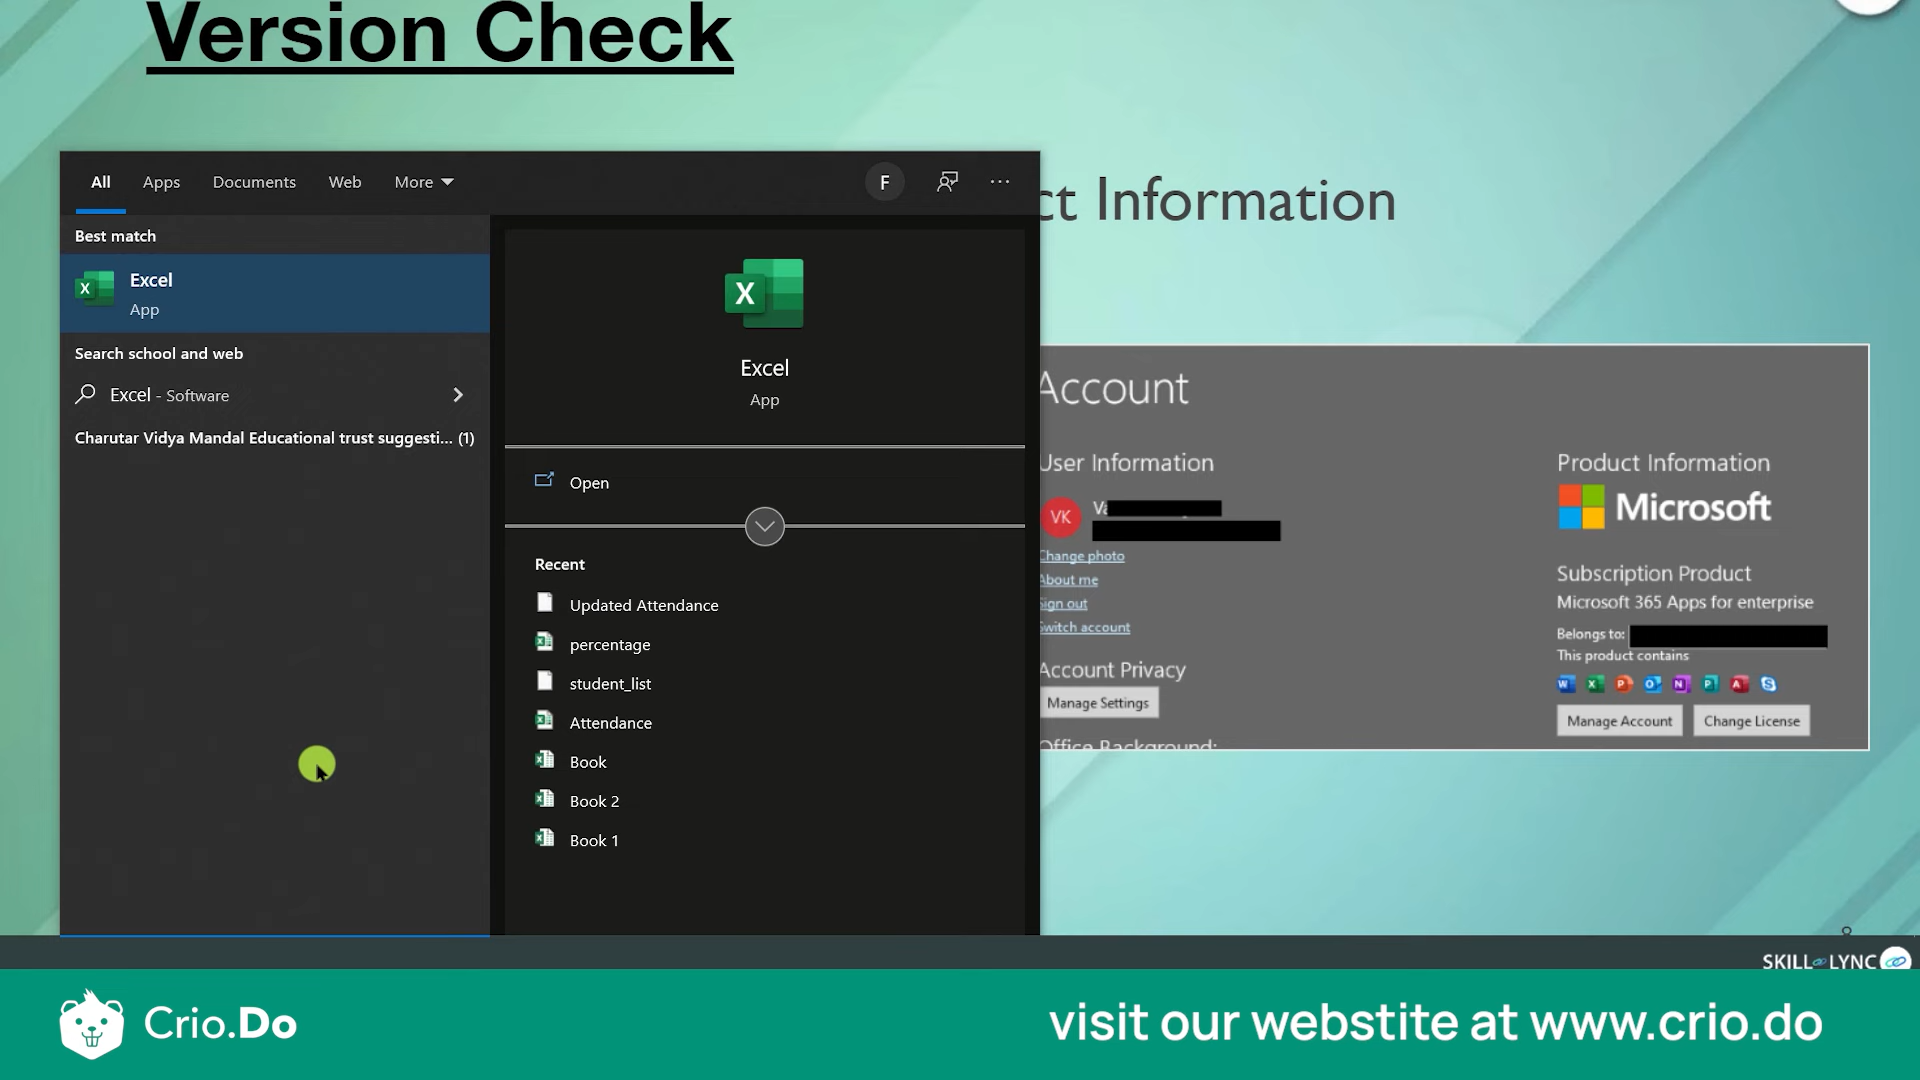 Version Check
ct Information
All Apps Documents Web More
F
Best match
Excel
App
Search school and web
Excel - Software
Charutar Vidya Mandal Educational trust suggesti... (1)
X
Excel
App
Open
Recent
Updated Attendance
percentage
student_list
Attendance
Book
Book 2
Book 1
Account
User Information
VK
Va
Change photo
About me
Sign out
Switch account
Account Privacy
Manage Settings
Office Background:
Product Information
Microsoft
Subscription Product
Microsoft 365 Apps for enterprise
Belongs to:
This product contains
Manage Account Change License
SKILL LYNC
Crio.Do
visit our webstite at www.crio.do